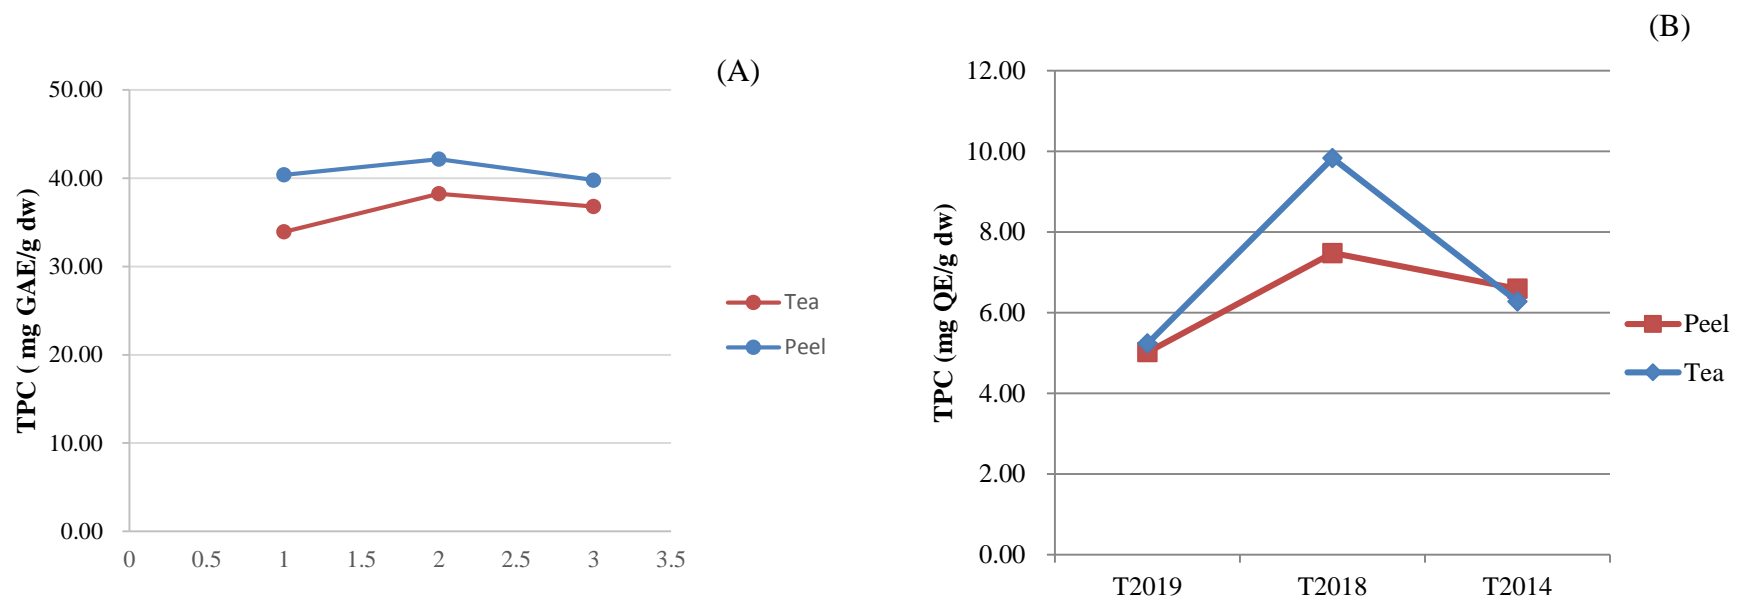 (A)
50.00
40.00
30.00
20.00
10.00
0.00
TPC ( mg GAE/g dw)
0 0.5 1 1.5 2 2.5 3 3.5
Tea
Peel
(B)
12.00
10.00
8.00
6.00
4.00
2.00
0.00
TPC (mg QE/g dw)
T2019 T2018 T2014
Peel
Tea